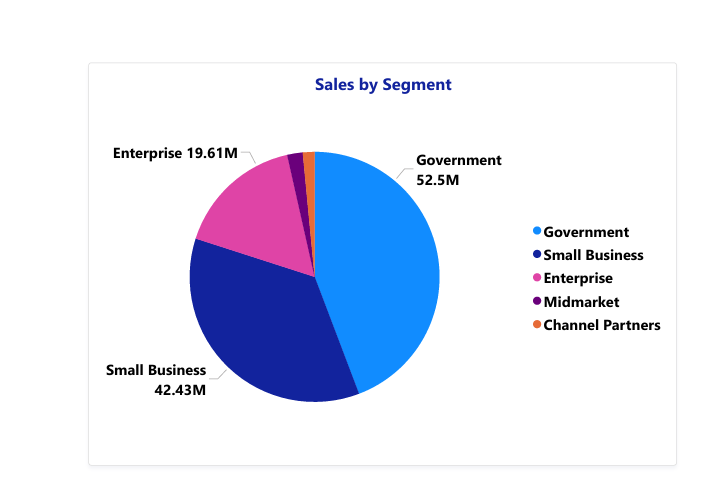 Sales by Segment
Enterprise 19.61M
Government
52.5M
Small Business
42.43M
Government
Small Business
Enterprise
Midmarket
Channel Partners